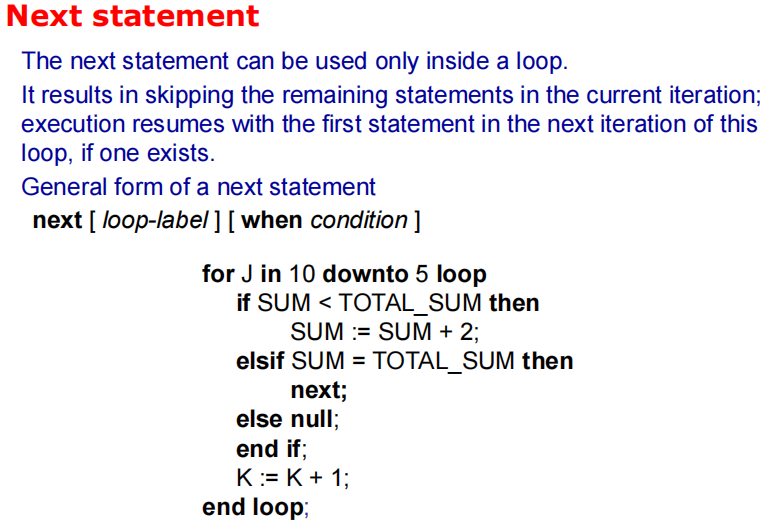 Next statement
The next statement can be used only inside a loop.
It results in skipping the remaining statements in the current iteration;
execution resumes with the first statement in the next iteration of this
loop, if one exists.
General form of a next statement
next [ loop-label ] [ when condition ]
for J in 10 downto 5 loop
if SUM < TOTAL_SUM then
SUM := SUM + 2;
elsif SUM = TOTAL_SUM then
next;
else null;
end if;
K := K + 1;
end loop;